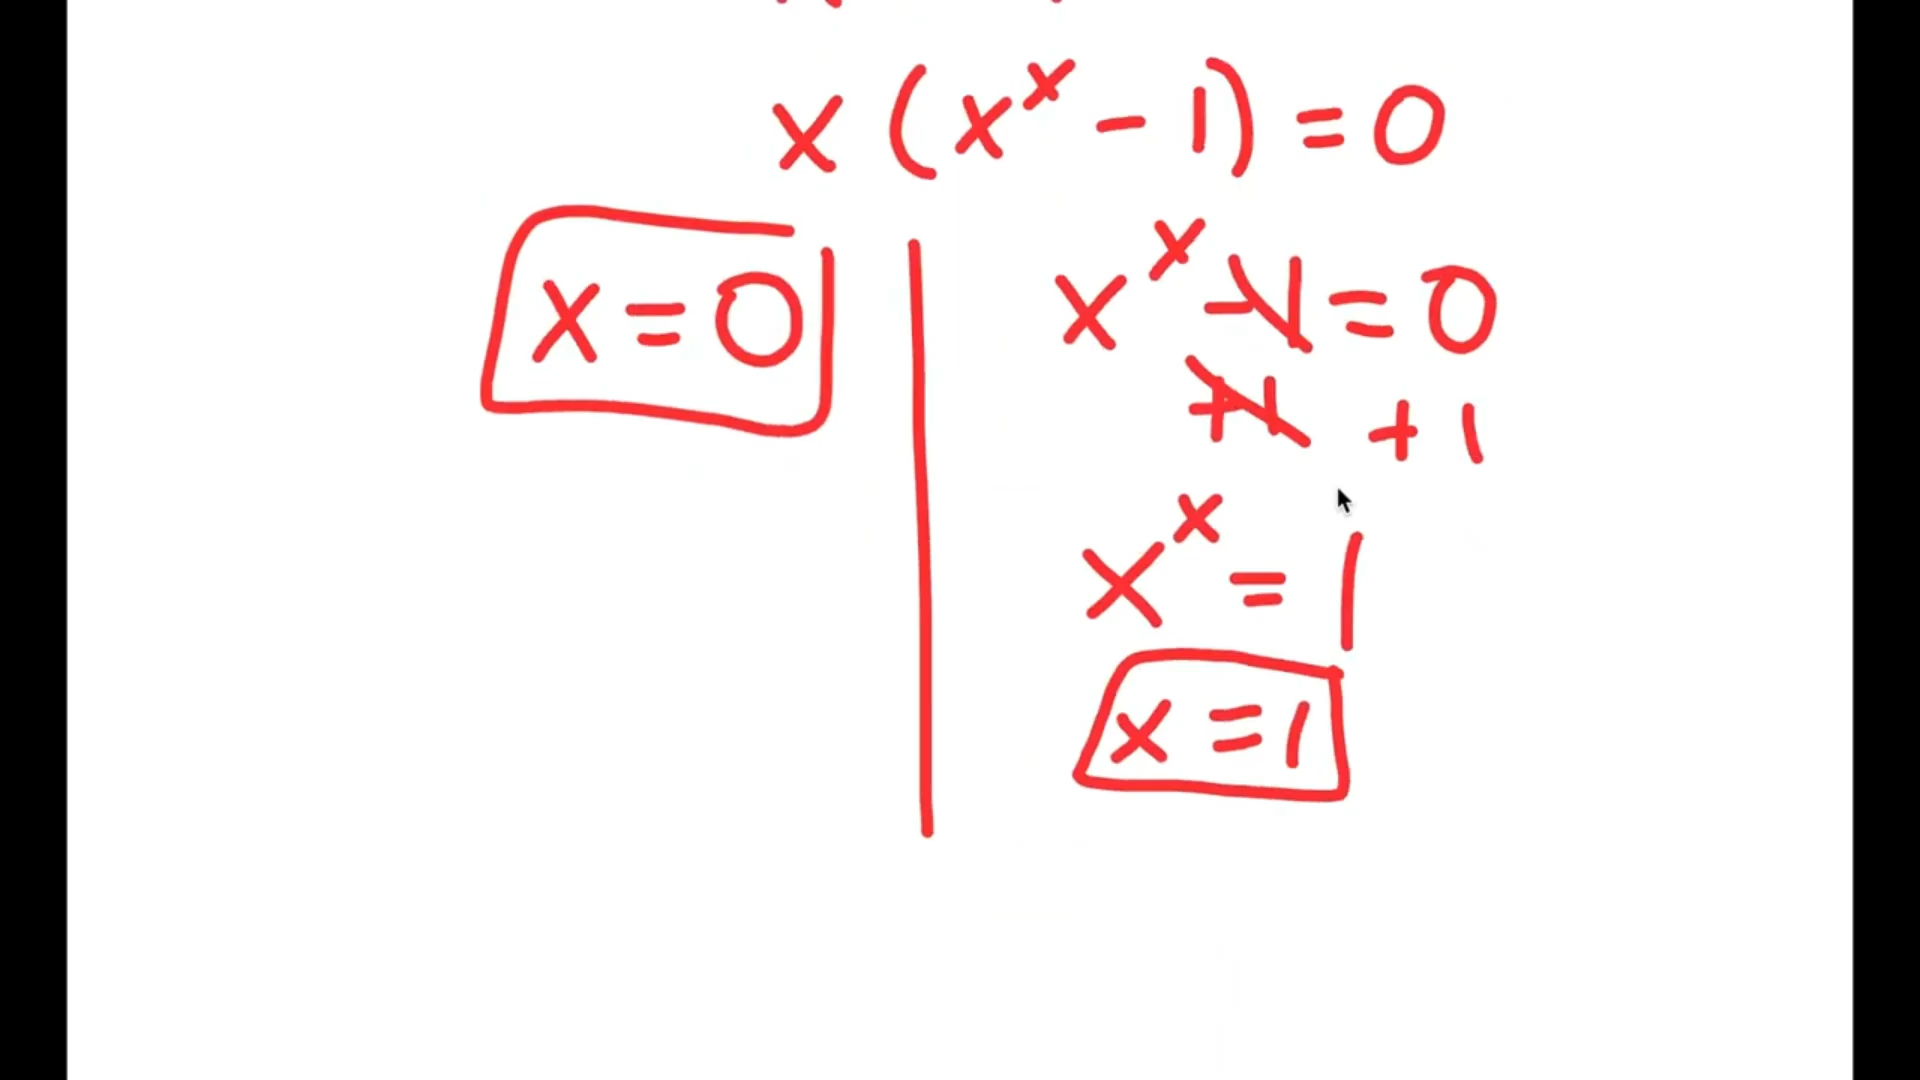 x(x^x - 1) = 0
x = 0
x^x - 1 = 0
+1 +1
x^x = 1
x = 1